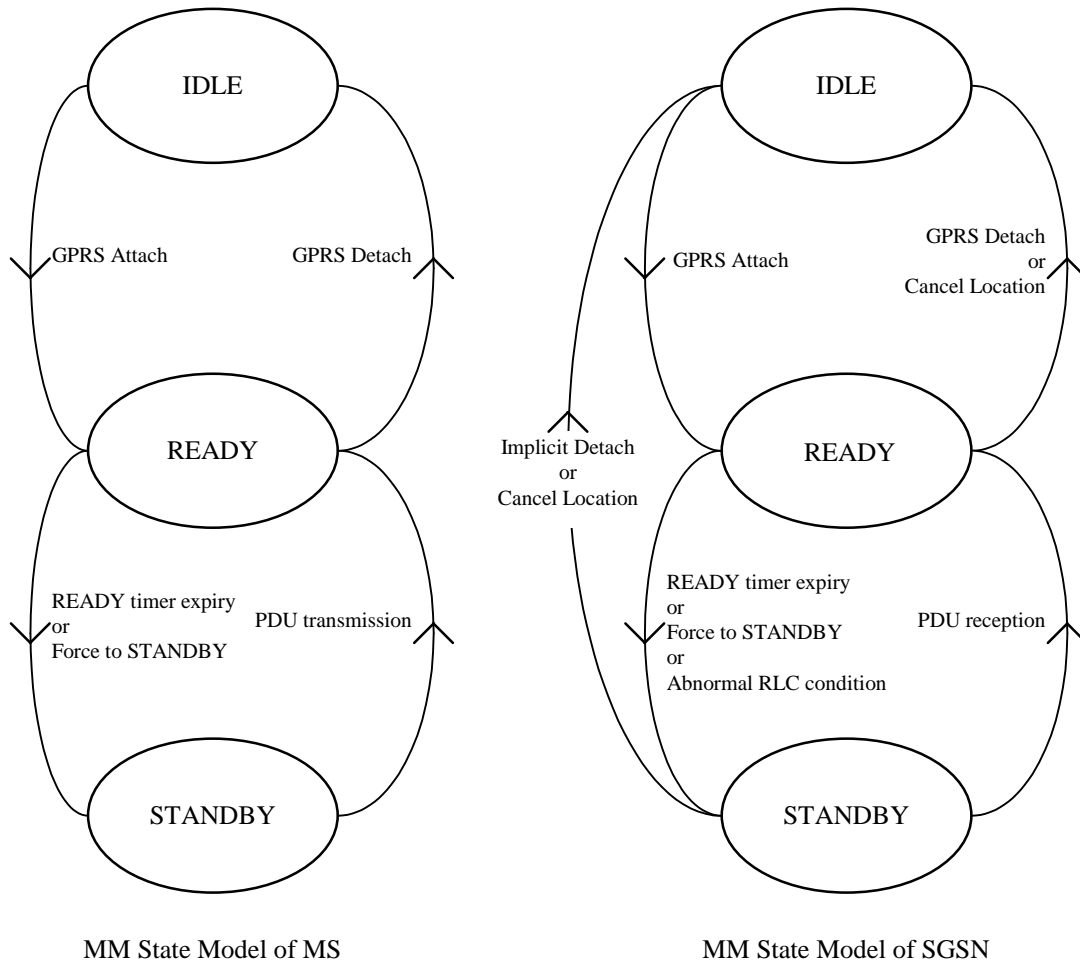 IDLE
GPRS Attach
GPRS Detach
READY
READY timer expiry
or
Force to STANDBY
PDU transmission
STANDBY
MM State Model of MS
IDLE
GPRS Attach
GPRS Detach
or
Cancel Location
Implicit Detach
or
Cancel Location
READY
READY timer expiry
or
Force to STANDBY
or
Abnormal RLC condition
PDU reception
STANDBY
MM State Model of SGSN